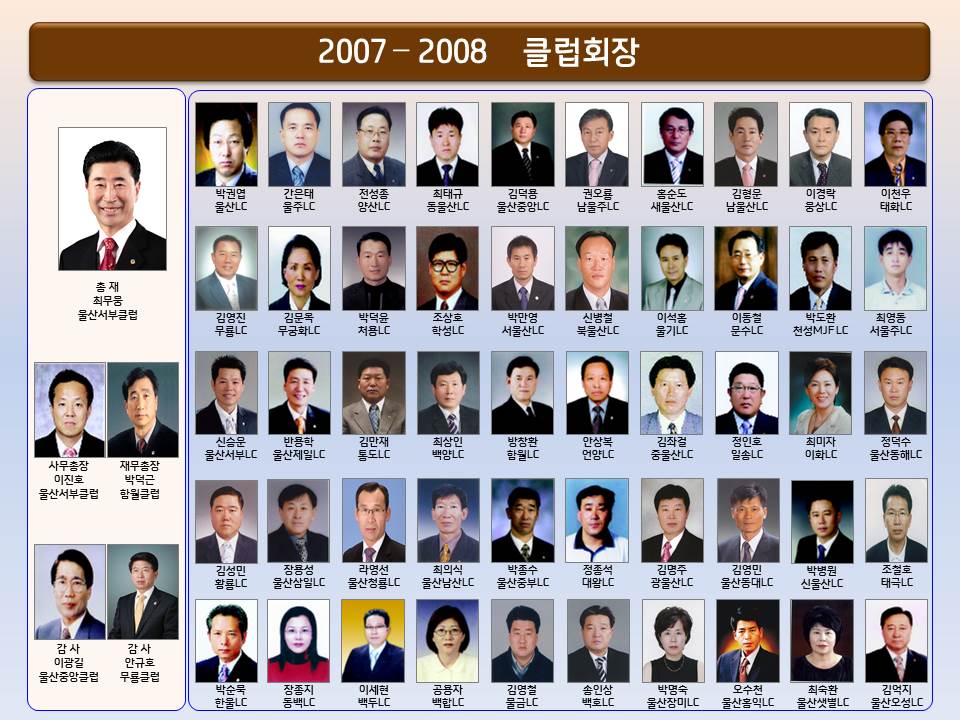 2007 – 2008 클럽회장
총 재
최무웅
울산서부클럽
사무총장
이진호
울산서부클럽
재무총장
박덕근
함월클럽
감 사
이광길
울산중앙클럽
감 사
안규호
무룡클럽
박권엽 간은태 전성종 최태규 김덕용 권오룡 홍순도 김형운 이경락 이천우
울산LC 울주LC 양산LC 동울산LC 울산중앙LC 남울주LC 새울산LC 남울산LC 웅상LC 태화LC
김영진 김문옥 박덕윤 조삼호 박만영 신병철 이석흠 이동철 박도환 최영동
무룡LC 무궁화LC 처용LC 학성LC 서울산LC 북울산LC 울기LC 문수LC 천성MJF LC 서울주LC
신승운 반용학 김만재 최상인 방창환 안상복 김좌걸 정인호 최미자 정덕수
울산서부LC 울산제일LC 통도LC 백양LC 함월LC 언양LC 중울산LC 일송LC 이화LC 울산동해LC
김성민 장용성 라영선 최의식 박종수 정종석 김명주 김영민 박병원 조철호
황룡LC 울산삼일LC 울산청룡LC 울산남산LC 울산중부LC 대왕LC 광울산LC 울산동대LC 신울산LC 태극LC
박순묵 장종지 이세현 공용자 김영철 송인상 박명숙 오수천 최숙환 김억지
한울LC 동백LC 백두LC 백합LC 물금LC 백호LC 울산장미LC 울산홍익LC 울산샛별LC 울산오성LC